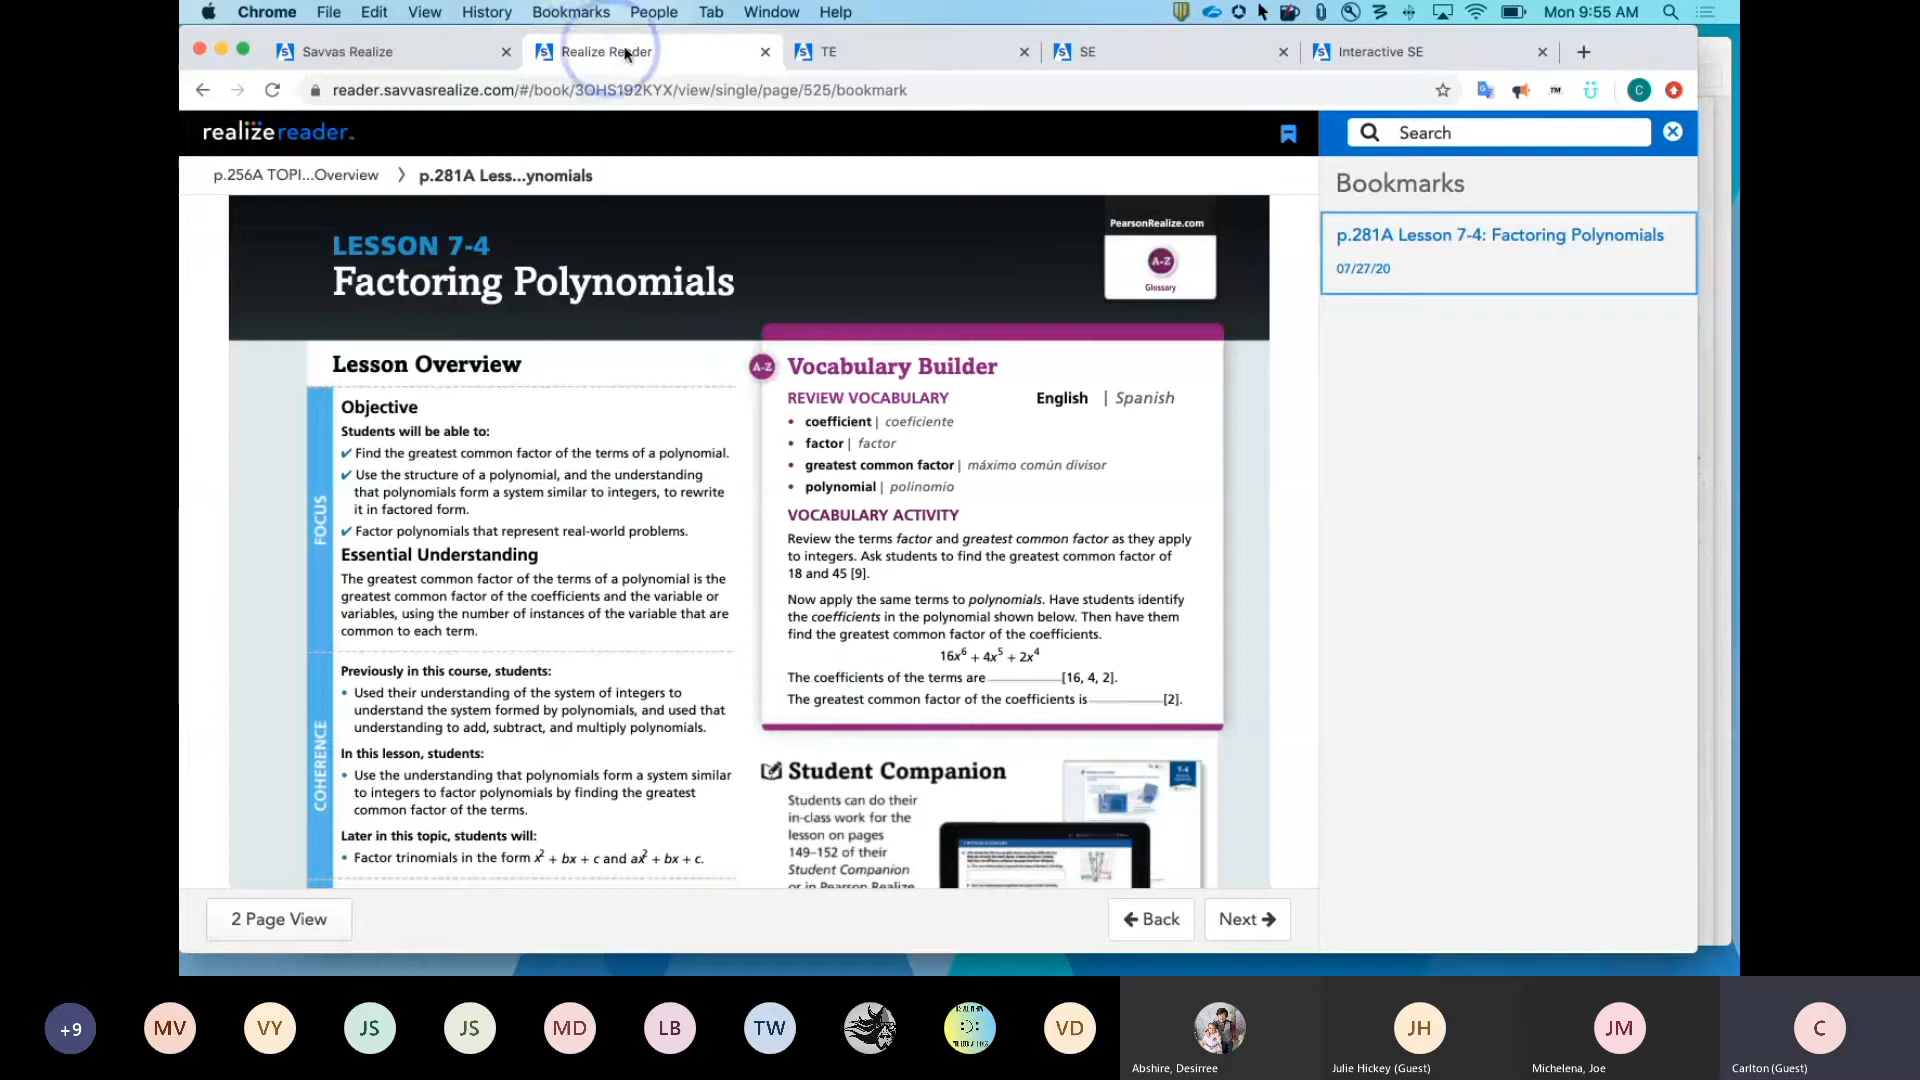 Chrome File Edit View History Bookmarks People Tab Window Help Mon 9:55 AM
Savvas Realize Realize Reader TE SE Interactive SE
reader.savvasrealize.com/#/book/3OHS192KYX/view/single/page/525/bookmark
C
realizereader™
Search
p.256A TOPI...Overview
p.281A Less...ynomials
Bookmarks
p.281A Lesson 7-4: Factoring Polynomials
07/27/20
LESSON 7-4
Factoring Polynomials
PearsonRealize.com
A-Z
Glossary
Lesson Overview
FOCUS
Objective
Students will be able to:
✔ Find the greatest common factor of the terms of a polynomial.
✔ Use the structure of a polynomial, and the understanding
that polynomials form a system similar to integers, to rewrite
it in factored form.
✔ Factor polynomials that represent real-world problems.
Essential Understanding
The greatest common factor of the terms of a polynomial is the
greatest common factor of the coefficients and the variable or
variables, using the number of instances of the variable that are
common to each term.
COHERENCE
Previously in this course, students:
• Used their understanding of the system of integers to
understand the system formed by polynomials, and used that
understanding to add, subtract, and multiply polynomials.
In this lesson, students:
• Use the understanding that polynomials form a system similar
to integers to factor polynomials by finding the greatest
common factor of the terms.
Later in this topic, students will:
• Factor trinomials in the form x² + bx + c and ax² + bx + c.
A-Z Vocabulary Builder
REVIEW VOCABULARY English | Spanish
• coefficient | coeficiente
• factor | factor
• greatest common factor | máximo común divisor
• polynomial | polinomio
VOCABULARY ACTIVITY
Review the terms factor and greatest common factor as they apply
to integers. Ask students to find the greatest common factor of
18 and 45 [9].
Now apply the same terms to polynomials. Have students identify
the coefficients in the polynomial shown below. Then have them
find the greatest common factor of the coefficients.
16x⁶ + 4x⁵ + 2x⁴
The coefficients of the terms are ________[16, 4, 2].
The greatest common factor of the coefficients is________[2].
Student Companion
Students can do their
in-class work for the
lesson on pages
149–152 of their
Student Companion
or in Pearson Realize
7-4
2 Page View
Back
Next
+9 MV VY JS JS MD LB TW VD JH JM C
Abshire, Desirree
Julie Hickey (Guest)
Michelena, Joe
Carlton (Guest)